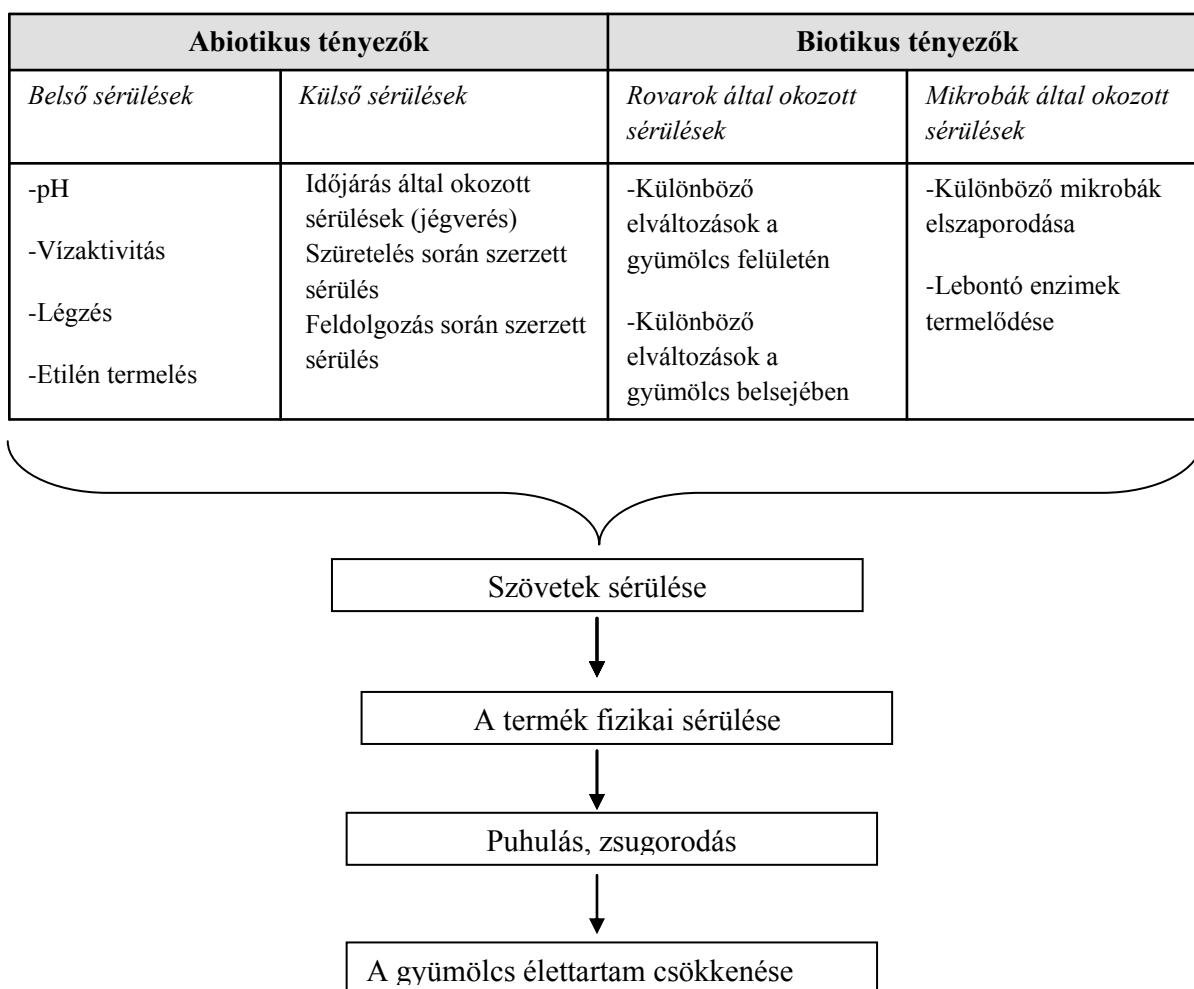 Abiotikus tényezők
Biotikus tényezők
Belső sérülések
Külső sérülések
Rovarok által okozott
sérülések
Mikrobák által okozott
sérülések
-pH
-Vízaktivitás
-Légzés
-Etilén termelés
Időjárás által okozott
sérülések (jégverés)
Szüretelés során szerzett
sérülés
Feldolgozás során szerzett
sérülés
-Különböző
elváltozások a
gyümölcs felületén
-Különböző
elváltozások a
gyümölcs belsejében
-Különböző mikrobák
elszaporodása
-Lebontó enzimek
termelődése
Szövetek sérülése
A termék fizikai sérülése
Puhulás, zsugorodás
A gyümölcs élettartam csökkenése